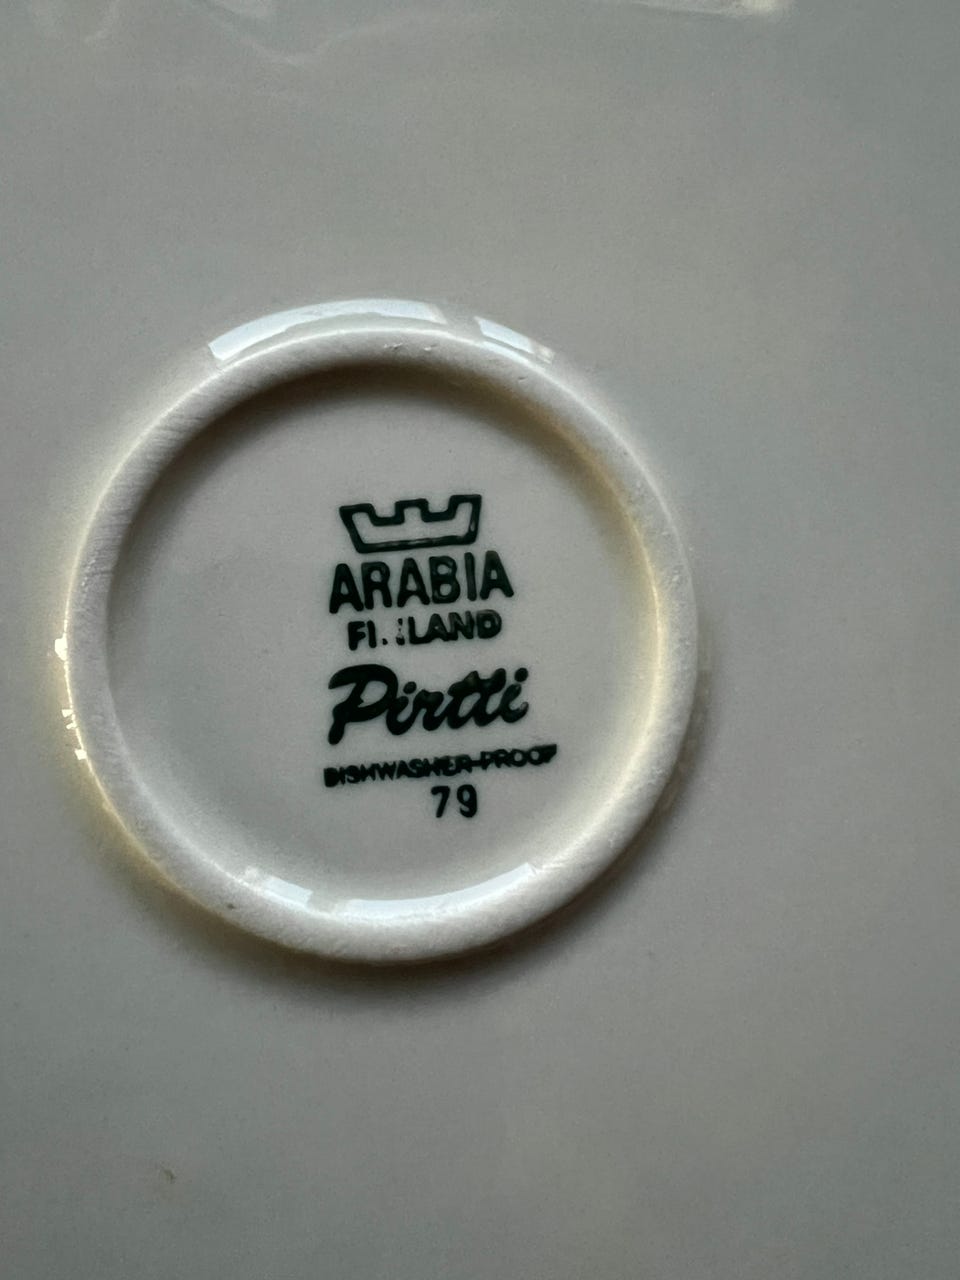 ARABIA
FINLAND
Pirtti
DISHWASHER-PROOF
79